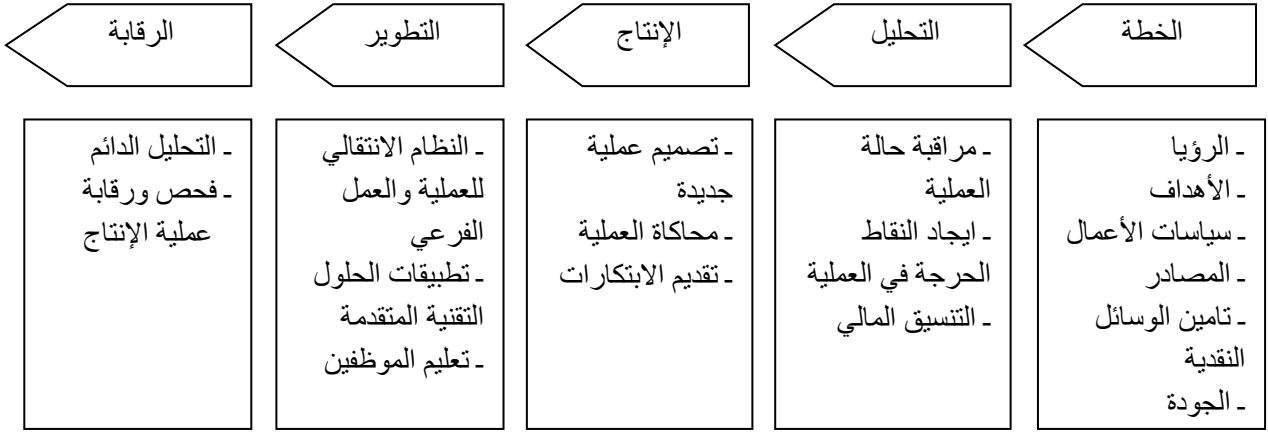 الخطة
التحليل
الإنتاج
التطوير
الرقابة
ـ الرؤيا
ـ الأهداف
ـ سياسات الأعمال
ـ المصادر
ـ تامين الوسائل
النقدية
ـ الجودة
ـ مراقبة حالة
العملية
ـ ايجاد النقاط
الحرجة في العملية
ـ التنسيق المالي
ـ تصميم عملية
جديدة
ـ محاكاة العملية
ـ تقديم الابتكارات
ـ النظام الانتقالي
للعملية والعمل
الفرعي
ـ تطبيقات الحلول
التقنية المتقدمة
ـ تعليم الموظفين
ـ التحليل الدائم
ـ فحص ورقابة
عملية الإنتاج